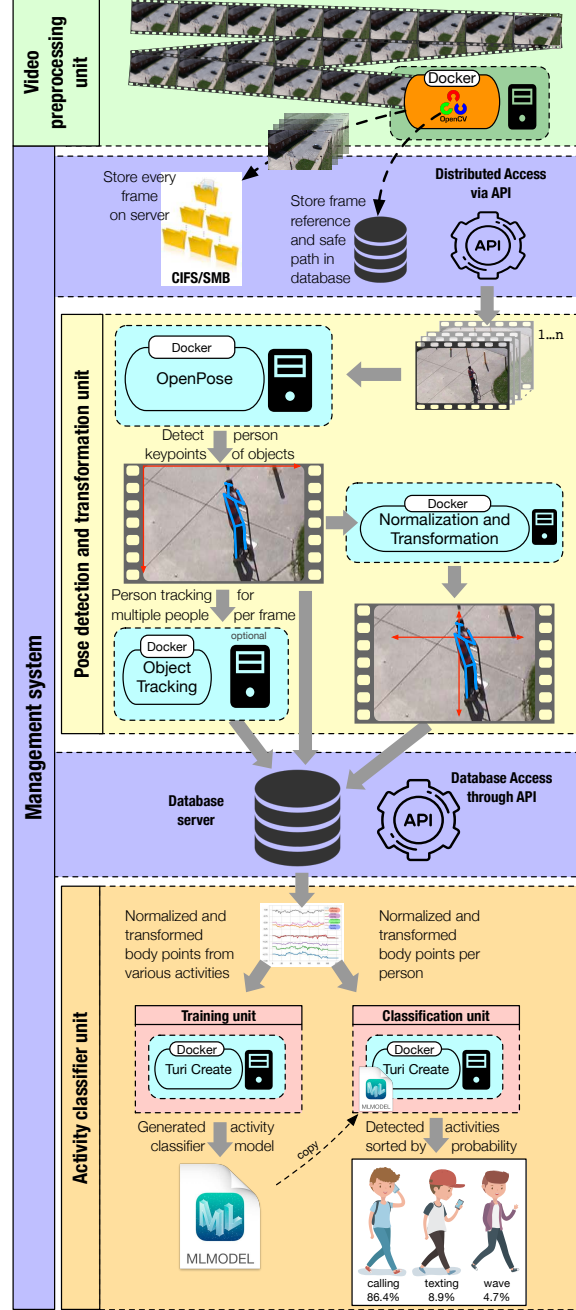 Video
preprocessing
unit
Docker
OpenCV
Management system
Store every
frame
on server
CIFS/SMB
Store frame
reference
and safe
path in
database
Distributed Access
via API
API
Pose detection and transformation unit
1...n
Docker
OpenPose
Detect person
keypoints of objects
Docker
Normalization and
Transformation
Person tracking for
multiple people per frame
Docker
Object
Tracking
optional
Database
server
Database Access
through API
API
Activity classifier unit
Normalized and
transformed
body points from
various activities
Normalized and
transformed
body points per
person
Training unit
Docker
Turi Create
Classification unit
Docker
Turi Create
MLMODEL
Generated activity
classifier model
copy
Detected activities
sorted by probability
ML
MLMODEL
calling texting wave
86.4% 8.9% 4.7%